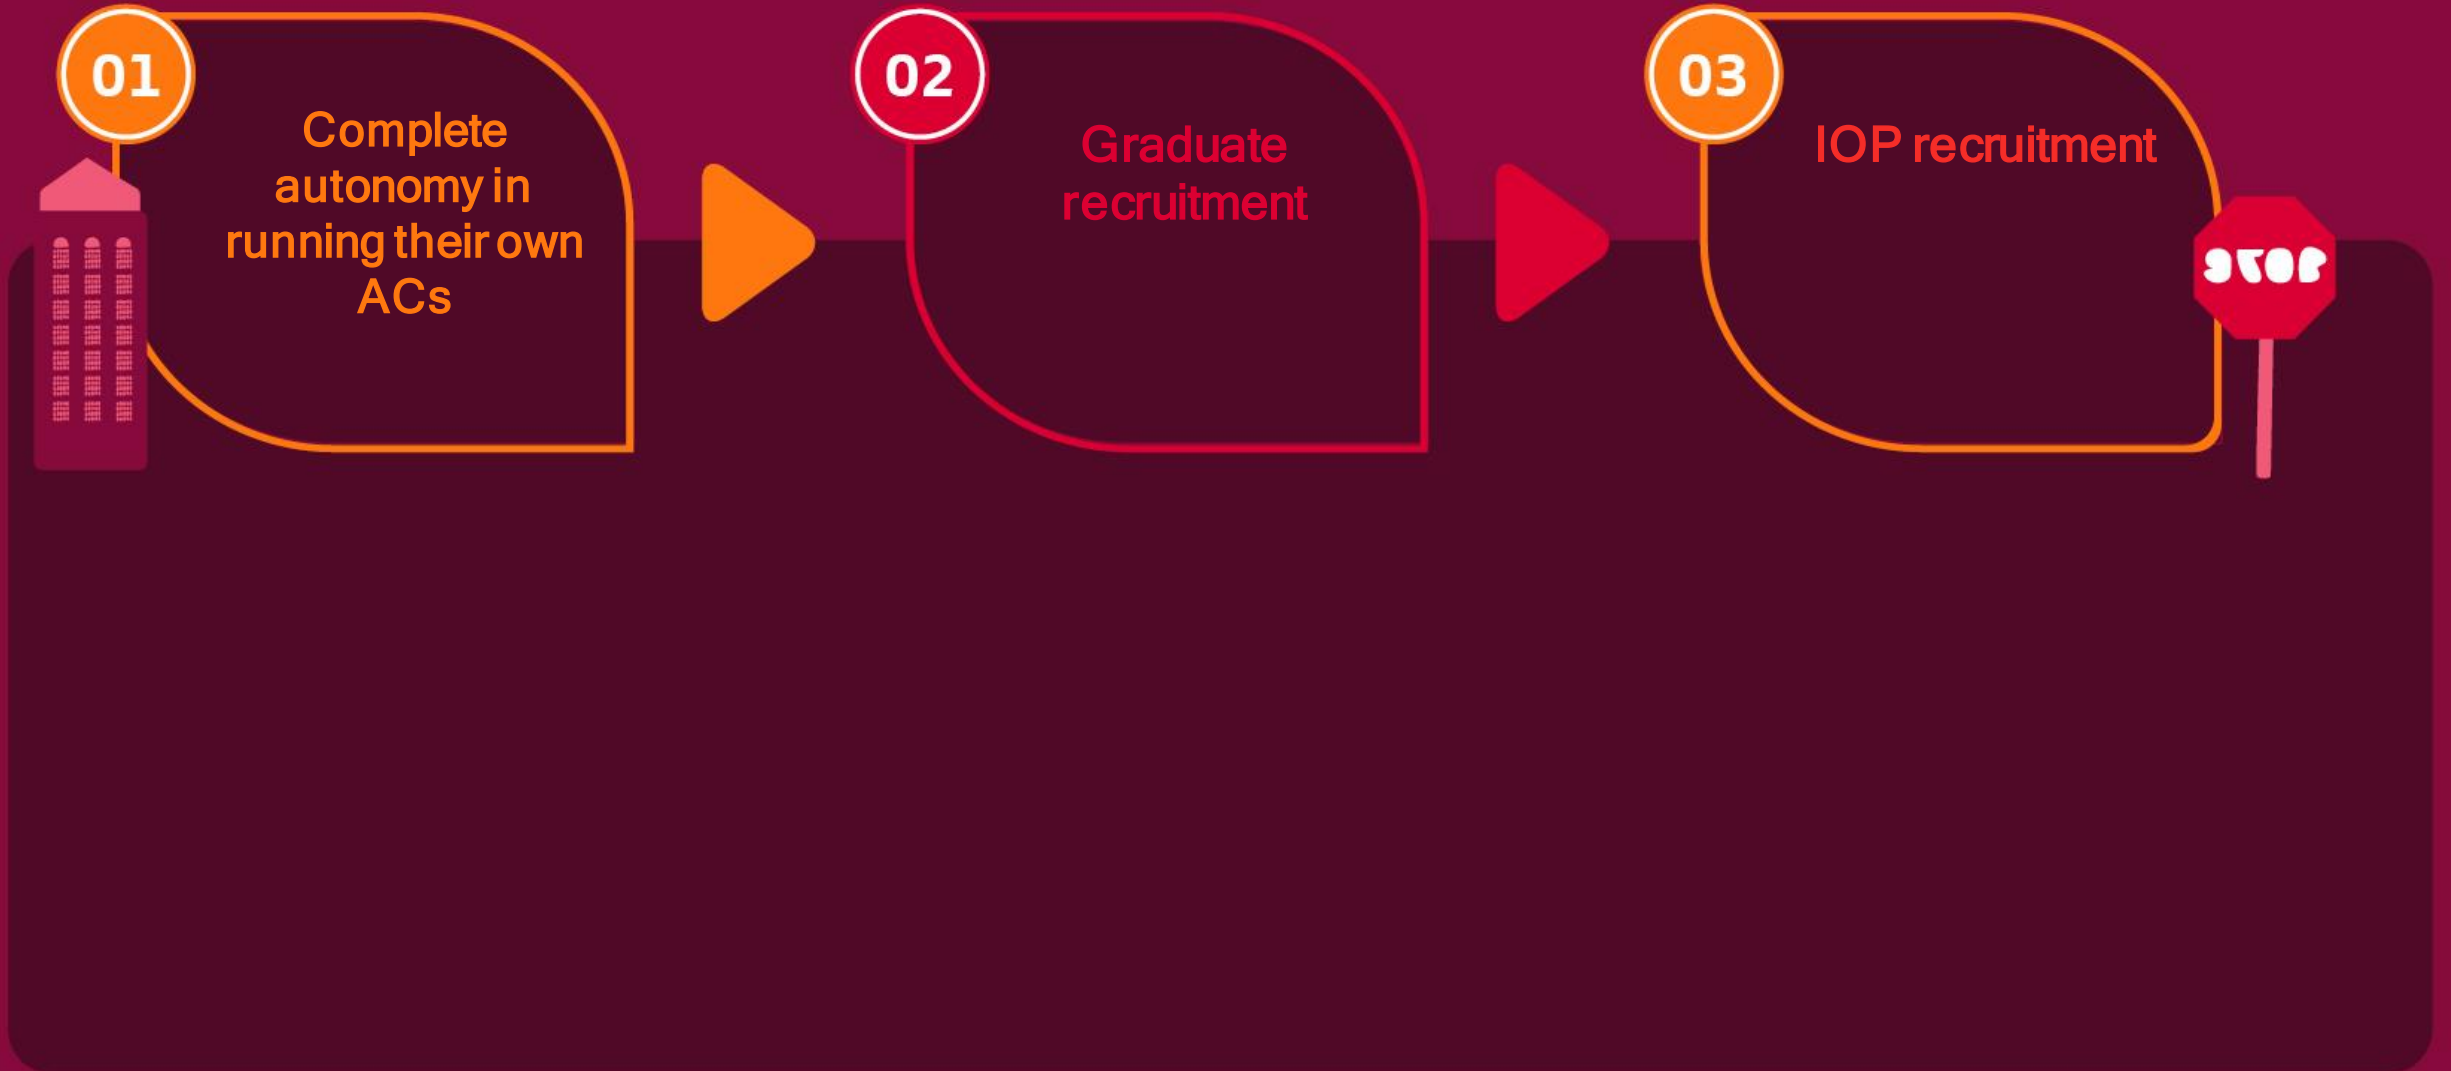 01
Complete
autonomy in
running their own
ACs
02
Graduate
recruitment
03
IOP recruitment